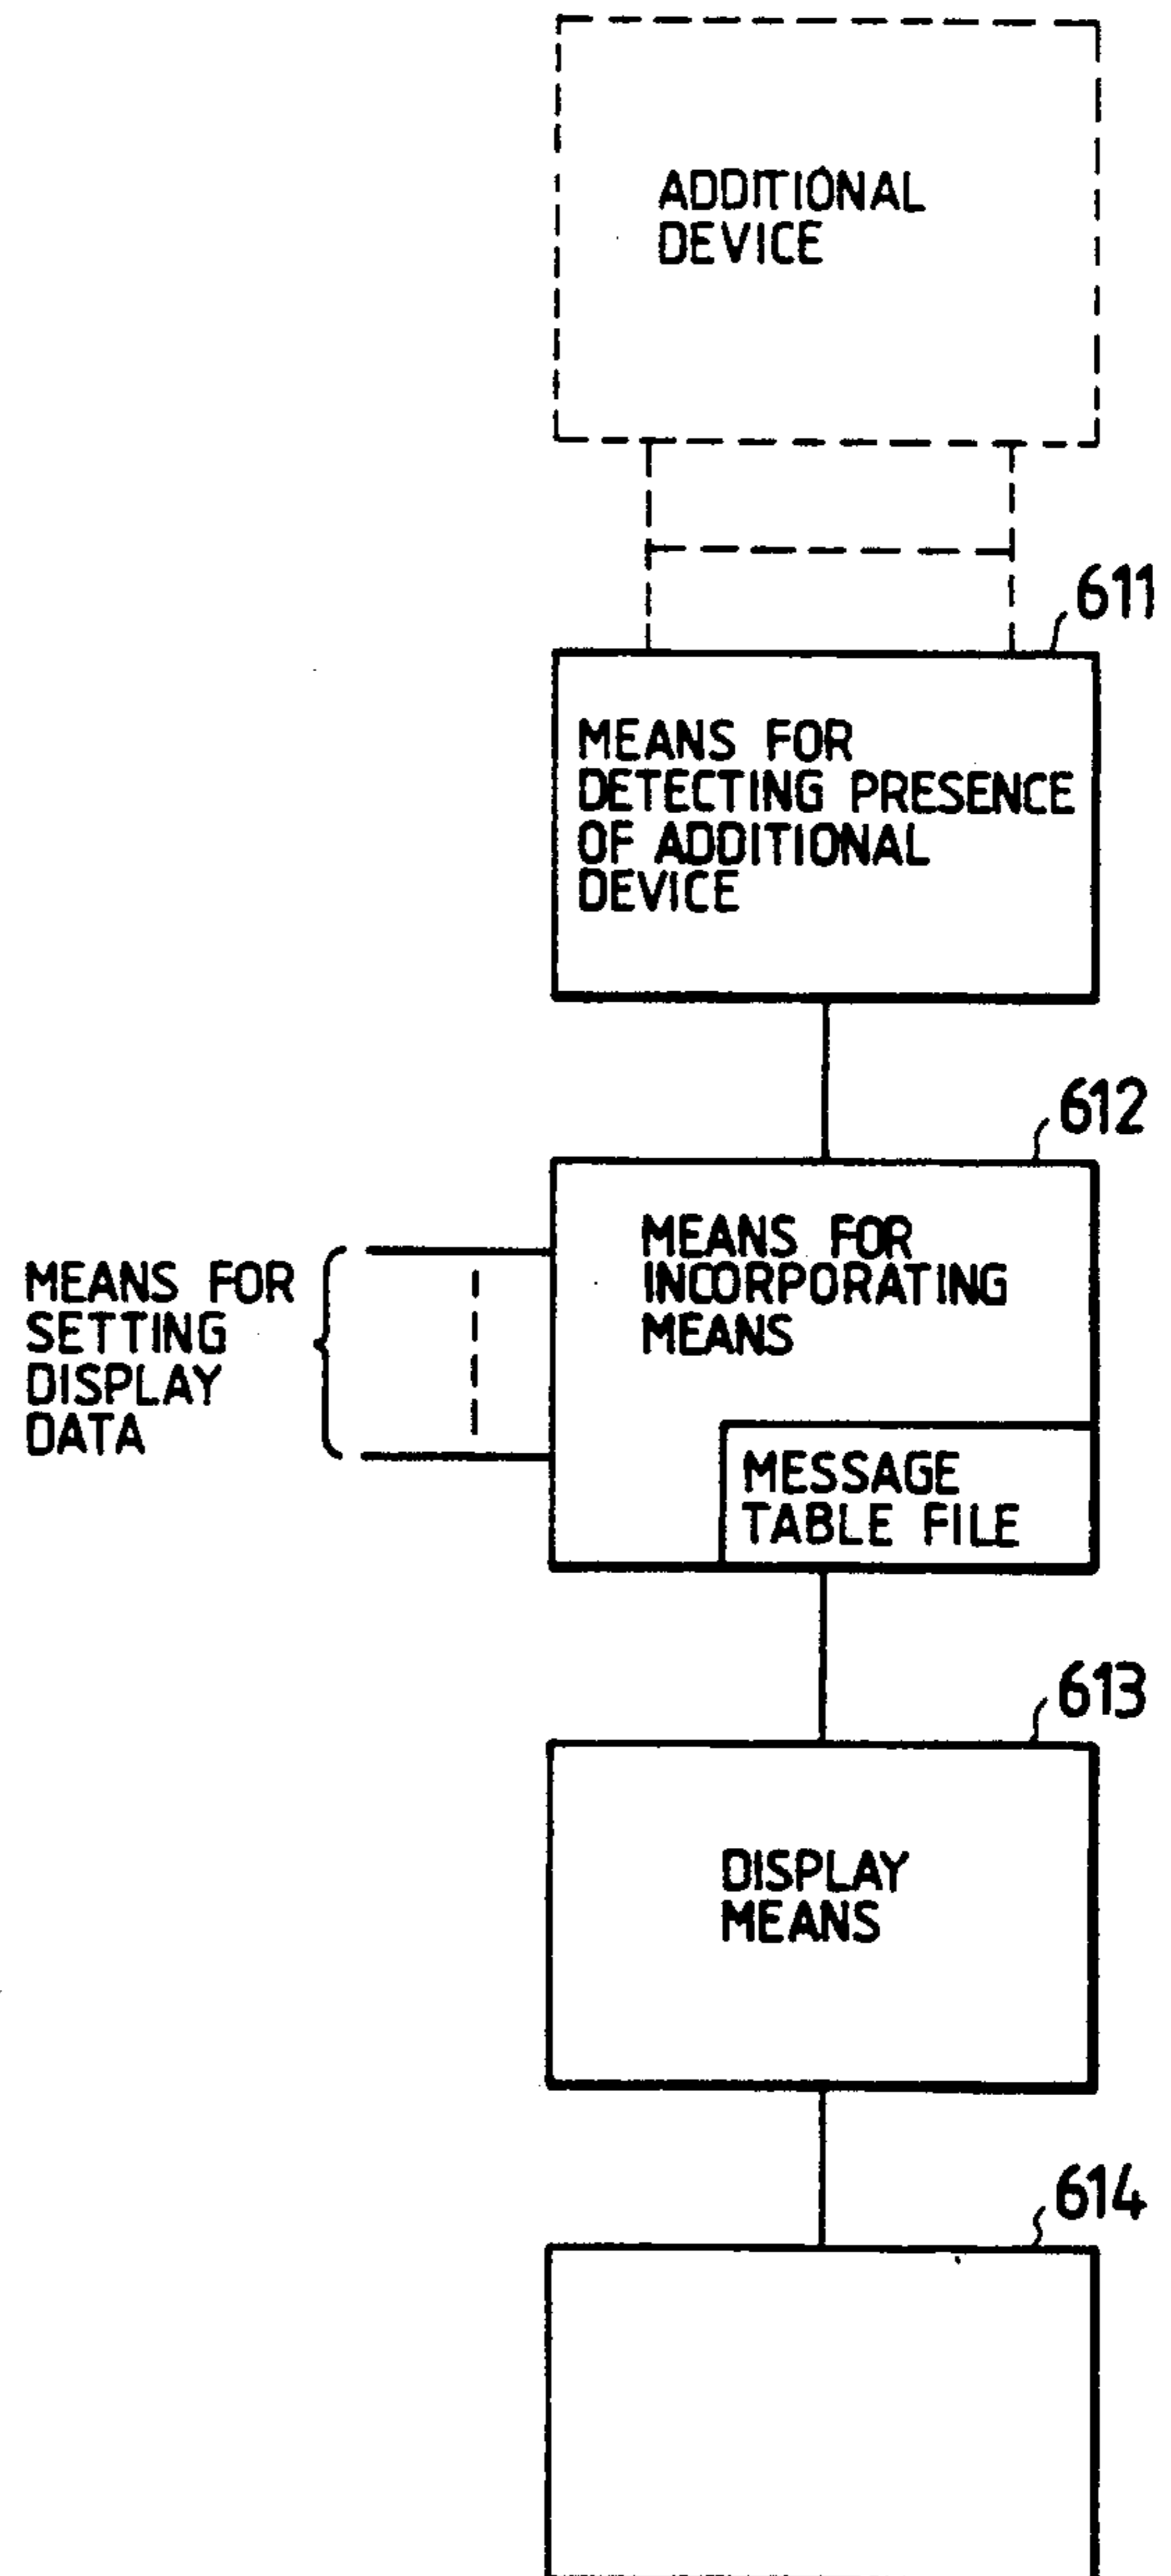 ADDITIONAL
DEVICE
611
MEANS FOR
DETECTING PRESENCE
OF ADDITIONAL
DEVICE
612
MEANS FOR
INCORPORATING
MEANS
MEANS FOR
SETTING
DISPLAY
DATA
MESSAGE
TABLE FILE
613
DISPLAY
MEANS
614